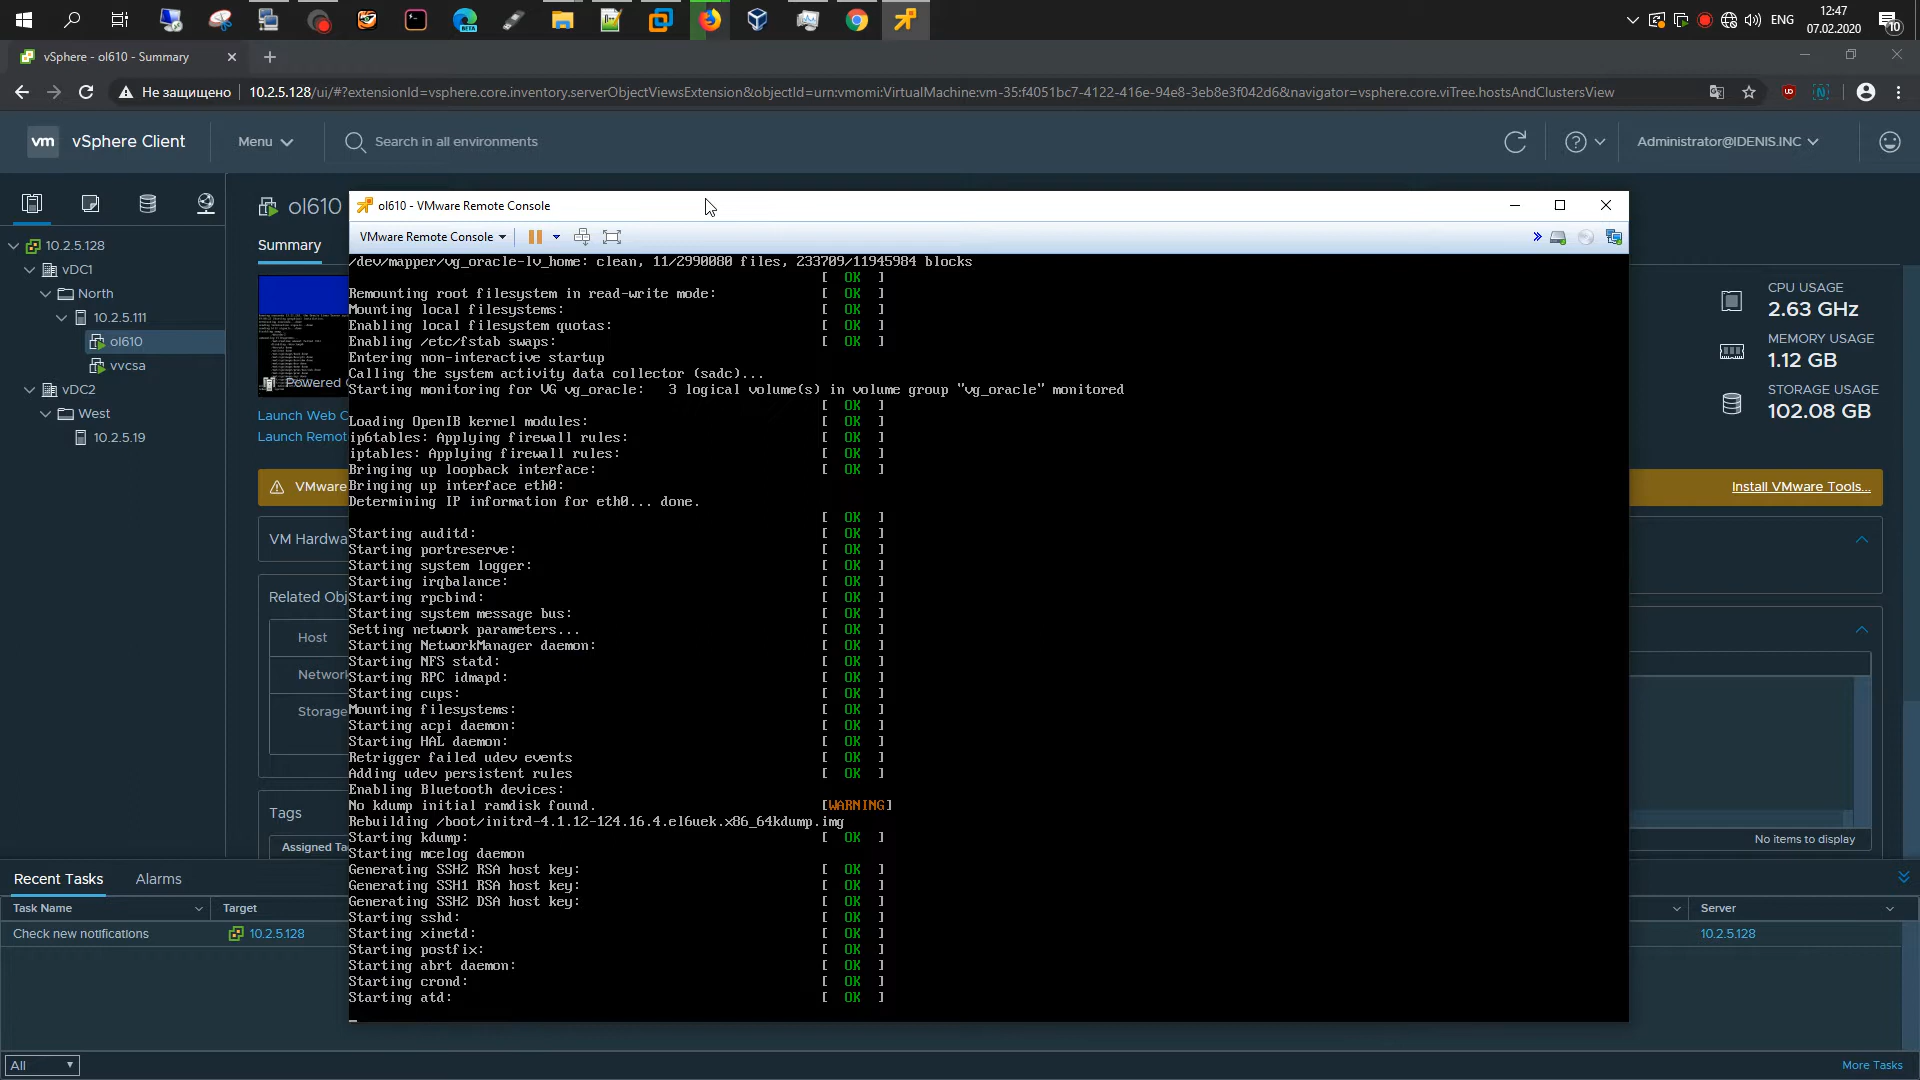 ENG
12:47
07.02.2020
10
vSphere - ol610 - Summary
Не защищено
10.2.5.128/ui/#?extensionId=vsphere.core.inventory.serverObjectViewsExtension&objectId=urn:vmomi:VirtualMachine:vm-35:f4051bc7-4122-416e-94e8-3eb8e3f042d6&navigator=vsphere.core.viTree.hostsAndClustersView
vm vSphere Client
Menu
Search in all environments
Administrator@IDENIS.INC
10.2.5.128
vDC1
North
10.2.5.111
ol610
vvcsa
vDC2
West
10.2.5.19
ol610
Summary
Powered
Launch Web C
Launch Remot
VMware
VM Hardwa
Related Obj
Host
Network
Storage
Tags
Assigned Ta
ol610 - VMware Remote Console
VMware Remote Console
/dev/mapper/vg_oracle-lv_home: clean, 11/2990080 files, 233709/11945984 blocks
[ OK ]
Remounting root filesystem in read-write mode: [ OK ]
Mounting local filesystems: [ OK ]
Enabling local filesystem quotas: [ OK ]
Enabling /etc/fstab swaps: [ OK ]
Entering non-interactive startup
Calling the system activity data collector (sadc)...
Starting monitoring for VG vg_oracle: 3 logical volume(s) in volume group "vg_oracle" monitored
[ OK ]
Loading OpenIB kernel modules: [ OK ]
ip6tables: Applying firewall rules: [ OK ]
iptables: Applying firewall rules: [ OK ]
Bringing up loopback interface: [ OK ]
Bringing up interface eth0:
Determining IP information for eth0... done.
[ OK ]
Starting auditd: [ OK ]
Starting portreserve: [ OK ]
Starting system logger: [ OK ]
Starting irqbalance: [ OK ]
Starting rpcbind: [ OK ]
Starting system message bus: [ OK ]
Setting network parameters... [ OK ]
Starting NetworkManager daemon: [ OK ]
Starting NFS statd: [ OK ]
Starting RPC idmapd: [ OK ]
Starting cups: [ OK ]
Mounting filesystems: [ OK ]
Starting acpi daemon: [ OK ]
Starting HAL daemon: [ OK ]
Retrigger failed udev events [ OK ]
Adding udev persistent rules [ OK ]
Enabling Bluetooth devices:
No kdump initial ramdisk found. [WARNING]
Rebuilding /boot/initrd-4.1.12-124.16.4.el6uek.x86_64kdump.img
Starting kdump: [ OK ]
Starting mcelog daemon
Generating SSH2 RSA host key: [ OK ]
Generating SSH1 RSA host key: [ OK ]
Generating SSH2 DSA host key: [ OK ]
Starting sshd: [ OK ]
Starting xinetd: [ OK ]
Starting postfix: [ OK ]
Starting abrt daemon: [ OK ]
Starting crond: [ OK ]
Starting atd: [ OK ]
CPU USAGE
2.63 GHz
MEMORY USAGE
1.12 GB
STORAGE USAGE
102.08 GB
Install VMware Tools...
No items to display
Recent Tasks Alarms
Task Name Target Server
Check new notifications 10.2.5.128 10.2.5.128
All
More Tasks